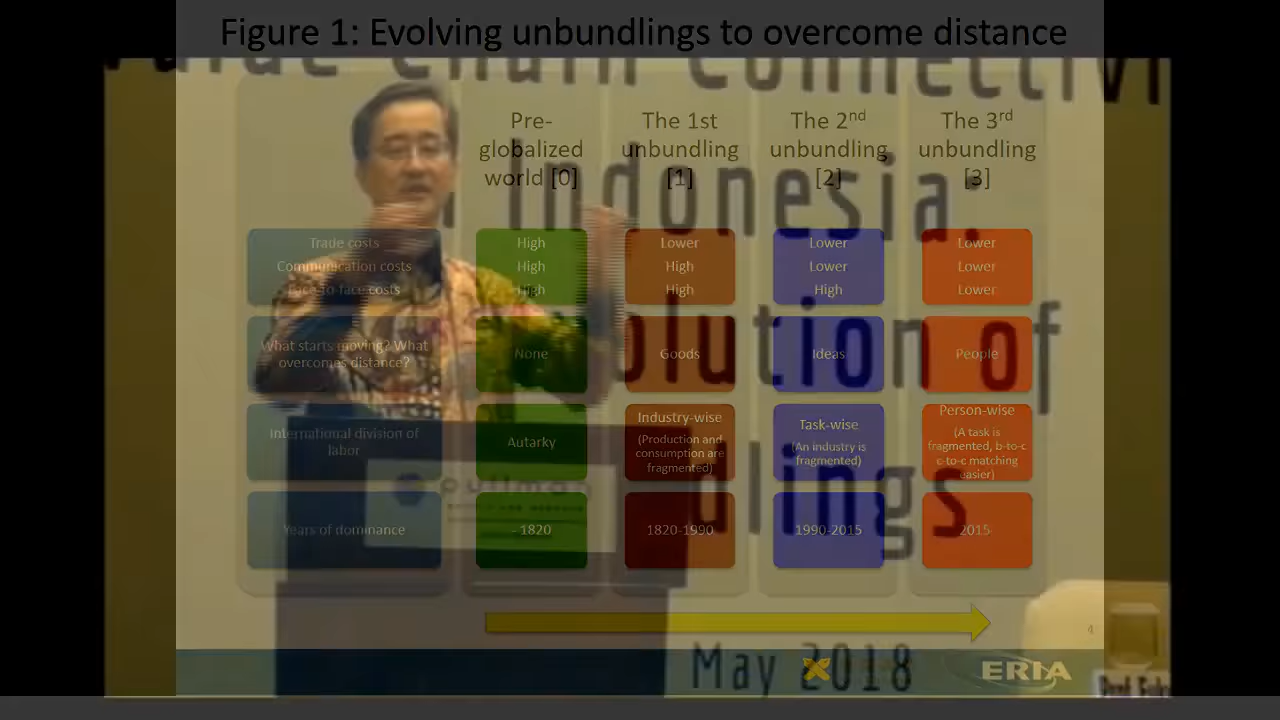 Figure 1: Evolving unbundlings to overcome distance
Value Chain Connectivi
Indonesia:
olution of
dlings
May 2018
Pre-
globalized
world [0]
The 1st
unbundling
[1]
The 2nd
unbundling
[2]
The 3rd
unbundling
[3]
Trade costs
Communication costs
Face-to-face costs
High
High
High
Lower
High
High
Lower
Lower
High
Lower
Lower
Lower
What starts moving? What
overcomes distance?
None
Goods
Ideas
People
International division of
labor
Autarky
Industry-wise
(Production and
consumption are
fragmented)
Task-wise
(An industry is
fragmented)
Person-wise
(A task is
fragmented, b-to-c
c-to-c matching
easier)
Years of dominance
- 1820
1820-1990
1990-2015
2015-
pullman
4
ERIA